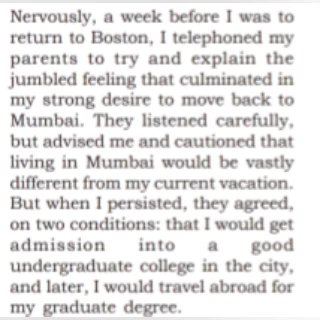 Nervously, a week before I was to
return to Boston, I telephoned my
parents to try and explain the
jumbled feeling that culminated in
my strong desire to move back to
Mumbai. They listened carefully,
but advised me and cautioned that
living in Mumbai would be vastly
different from my current vacation.
But when I persisted, they agreed,
on two conditions: that I would get
admission into a good
undergraduate college in the city,
and later, I would travel abroad for
my graduate degree.